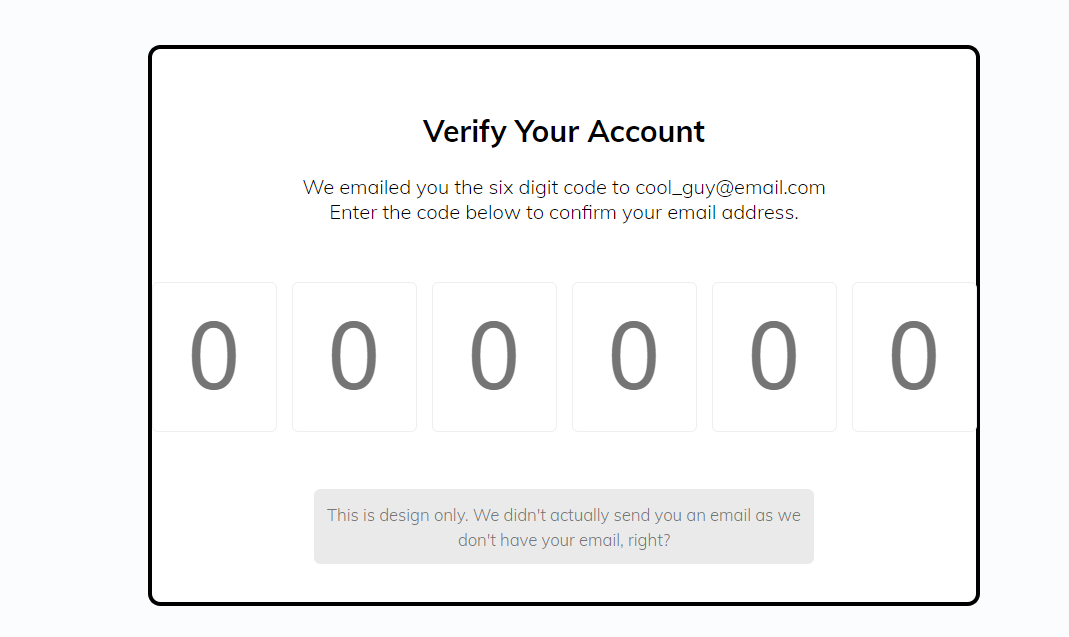 Verify Your Account
We emailed you the six digit code to cool_guy@email.com
Enter the code below to confirm your email address.
0 0 0 0 0 0
This is design only. We didn't actually send you an email as we
don't have your email, right?